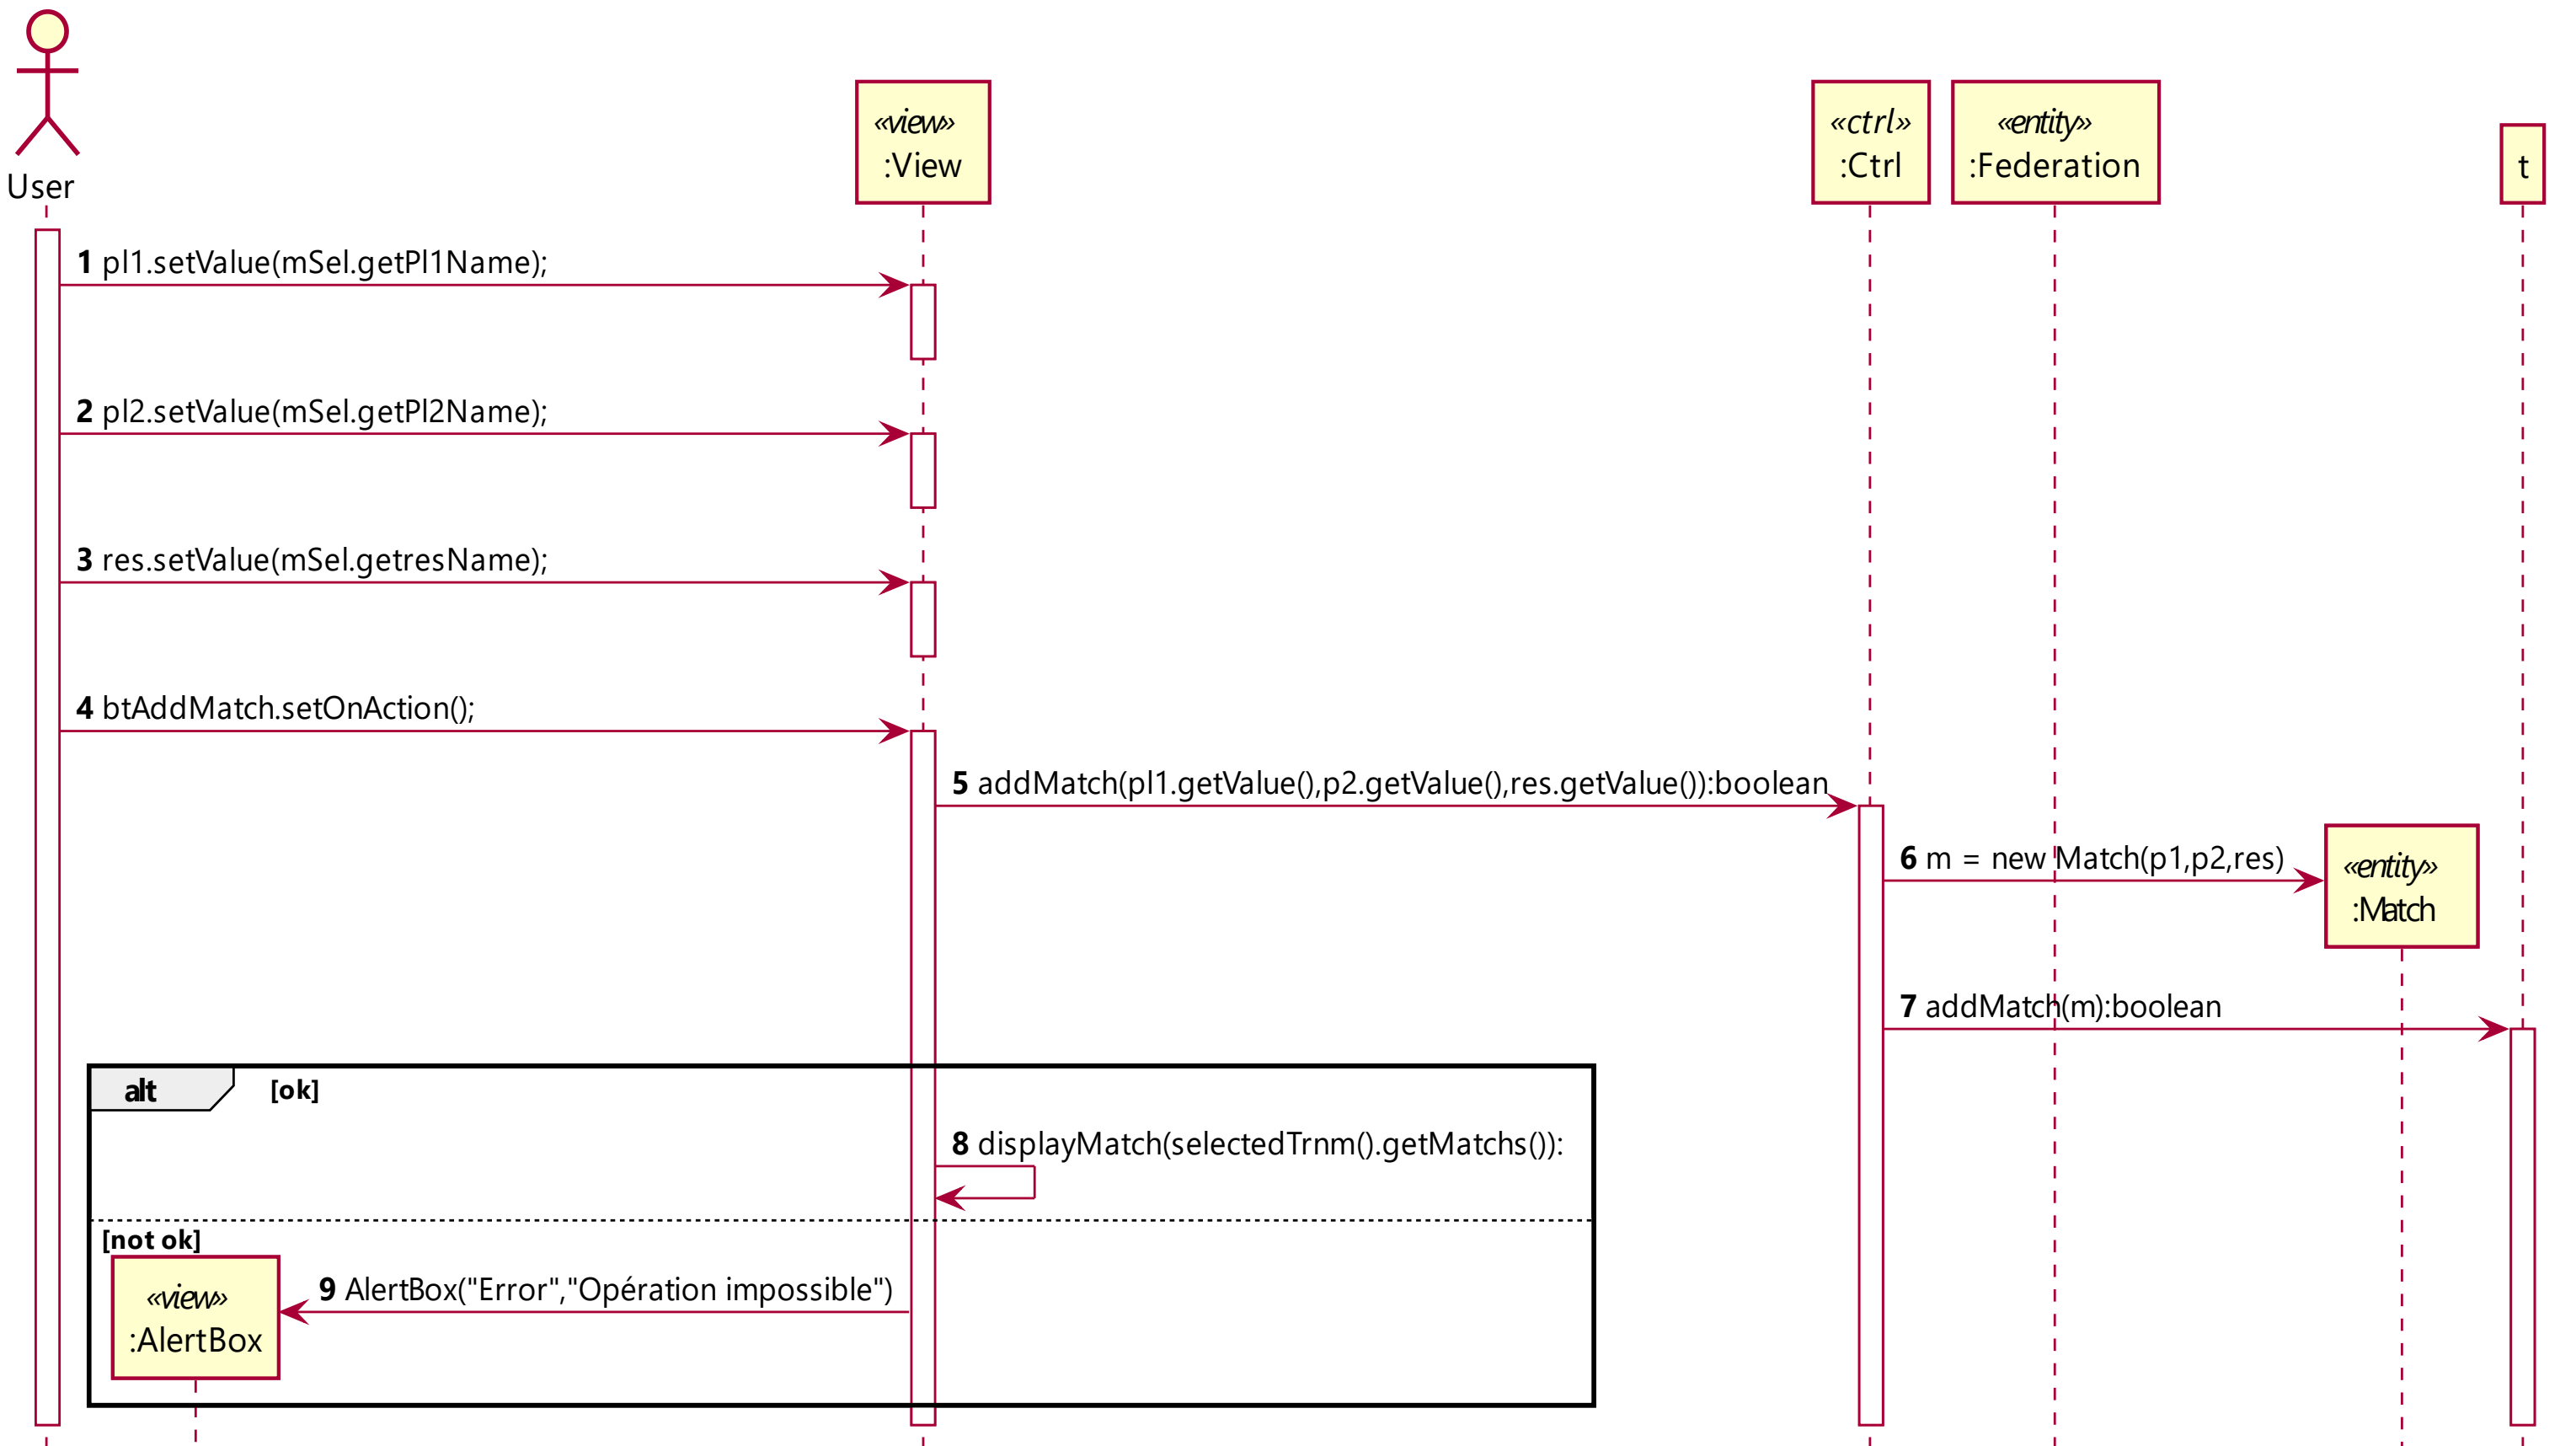 User
«view»
:View
«ctrl»
:Ctrl
«entity»
:Federation
t
1 pl1.setValue(mSel.getPl1Name);
2 pl2.setValue(mSel.getPl2Name);
3 res.setValue(mSel.getresName);
4 btAddMatch.setOnAction();
5 addMatch(pl1.getValue(),p2.getValue(),res.getValue()):boolean
6 m = new Match(p1,p2,res)
«entity»
:Match
7 addMatch(m):boolean
alt [ok]
8 displayMatch(selectedTrnm().getMatchs()):
[not ok]
9 AlertBox("Error","Opération impossible")
«view»
:AlertBox